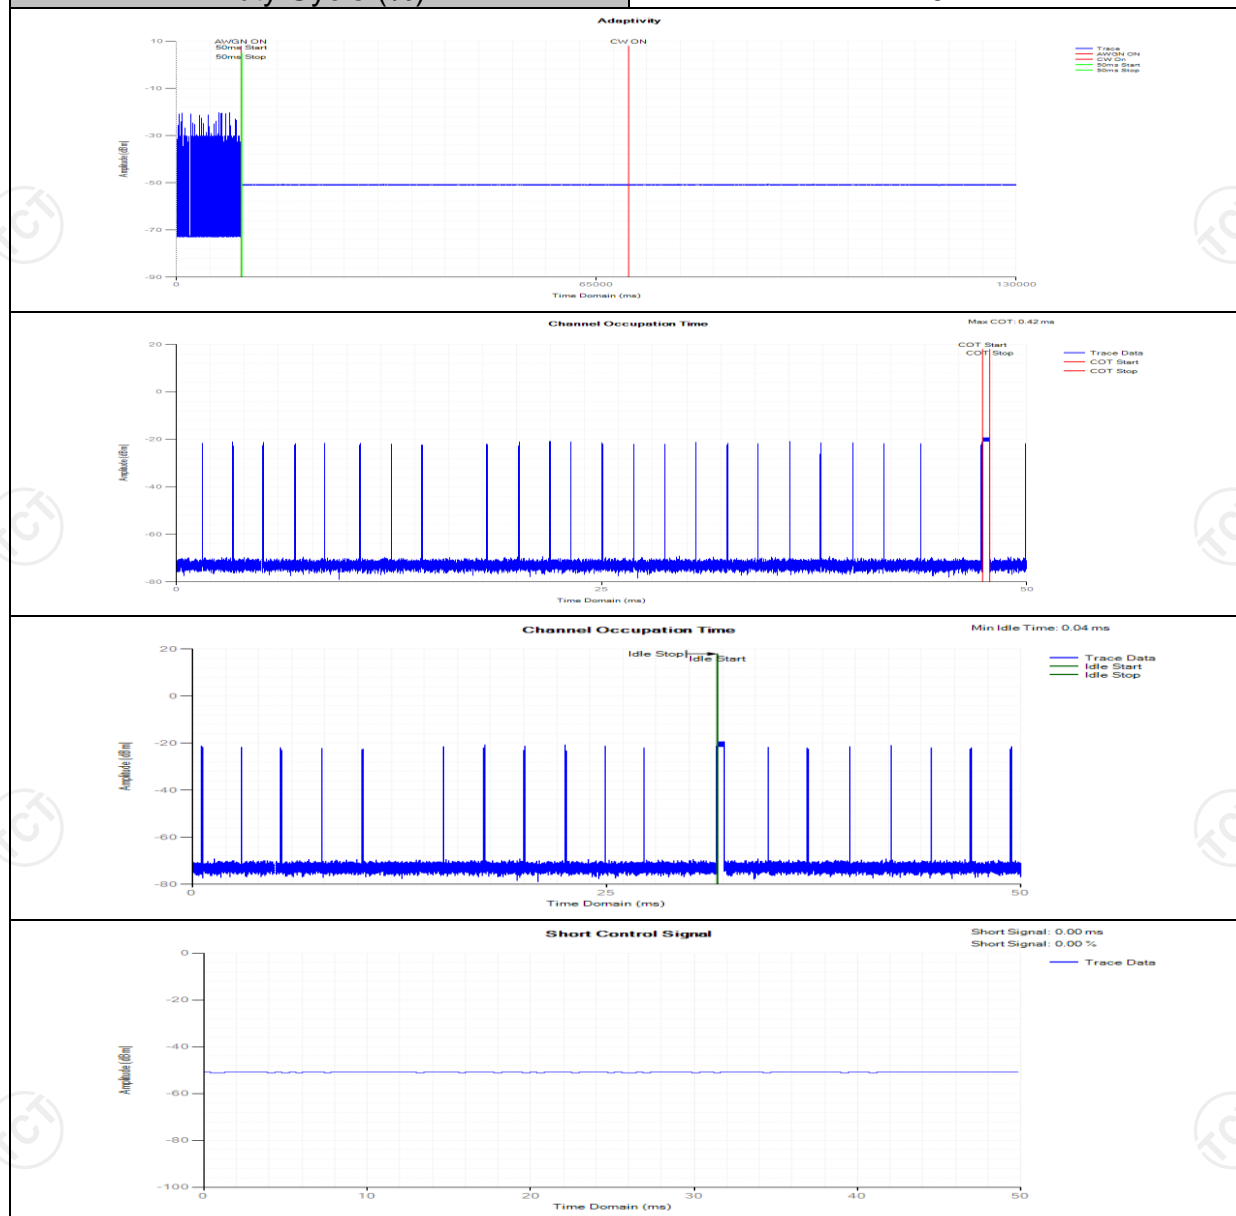 Adaptivity
10
-10
-30
-50
-70
-90
Amplitude (dBm)
AWGN ON
50ms Start
50ms Stop
CW ON
Trace
AWGN ON
CW On
50ms Start
50ms Stop
0
65000
130000
Time Domain (ms)
Channel Occupation Time
Max COT: 0.42 ms
20
0
-20
-40
-60
-80
Amplitude (dBm)
COT Start
COT Stop
Trace Data
COT Start
COT Stop
0
25
50
Time Domain (ms)
Channel Occupation Time
Min Idle Time: 0.04 ms
20
0
-20
-40
-60
-80
Amplitude (dBm)
Idle Stop
Idle Start
Trace Data
Idle Start
Idle Stop
0
25
50
Time Domain (ms)
Short Control Signal
Short Signal: 0.00 ms
Short Signal: 0.00 %
0
-20
-40
-60
-80
-100
Amplitude (dBm)
Trace Data
0
10
20
30
40
50
Time Domain (ms)
TCT
TCT
TCT
TCT